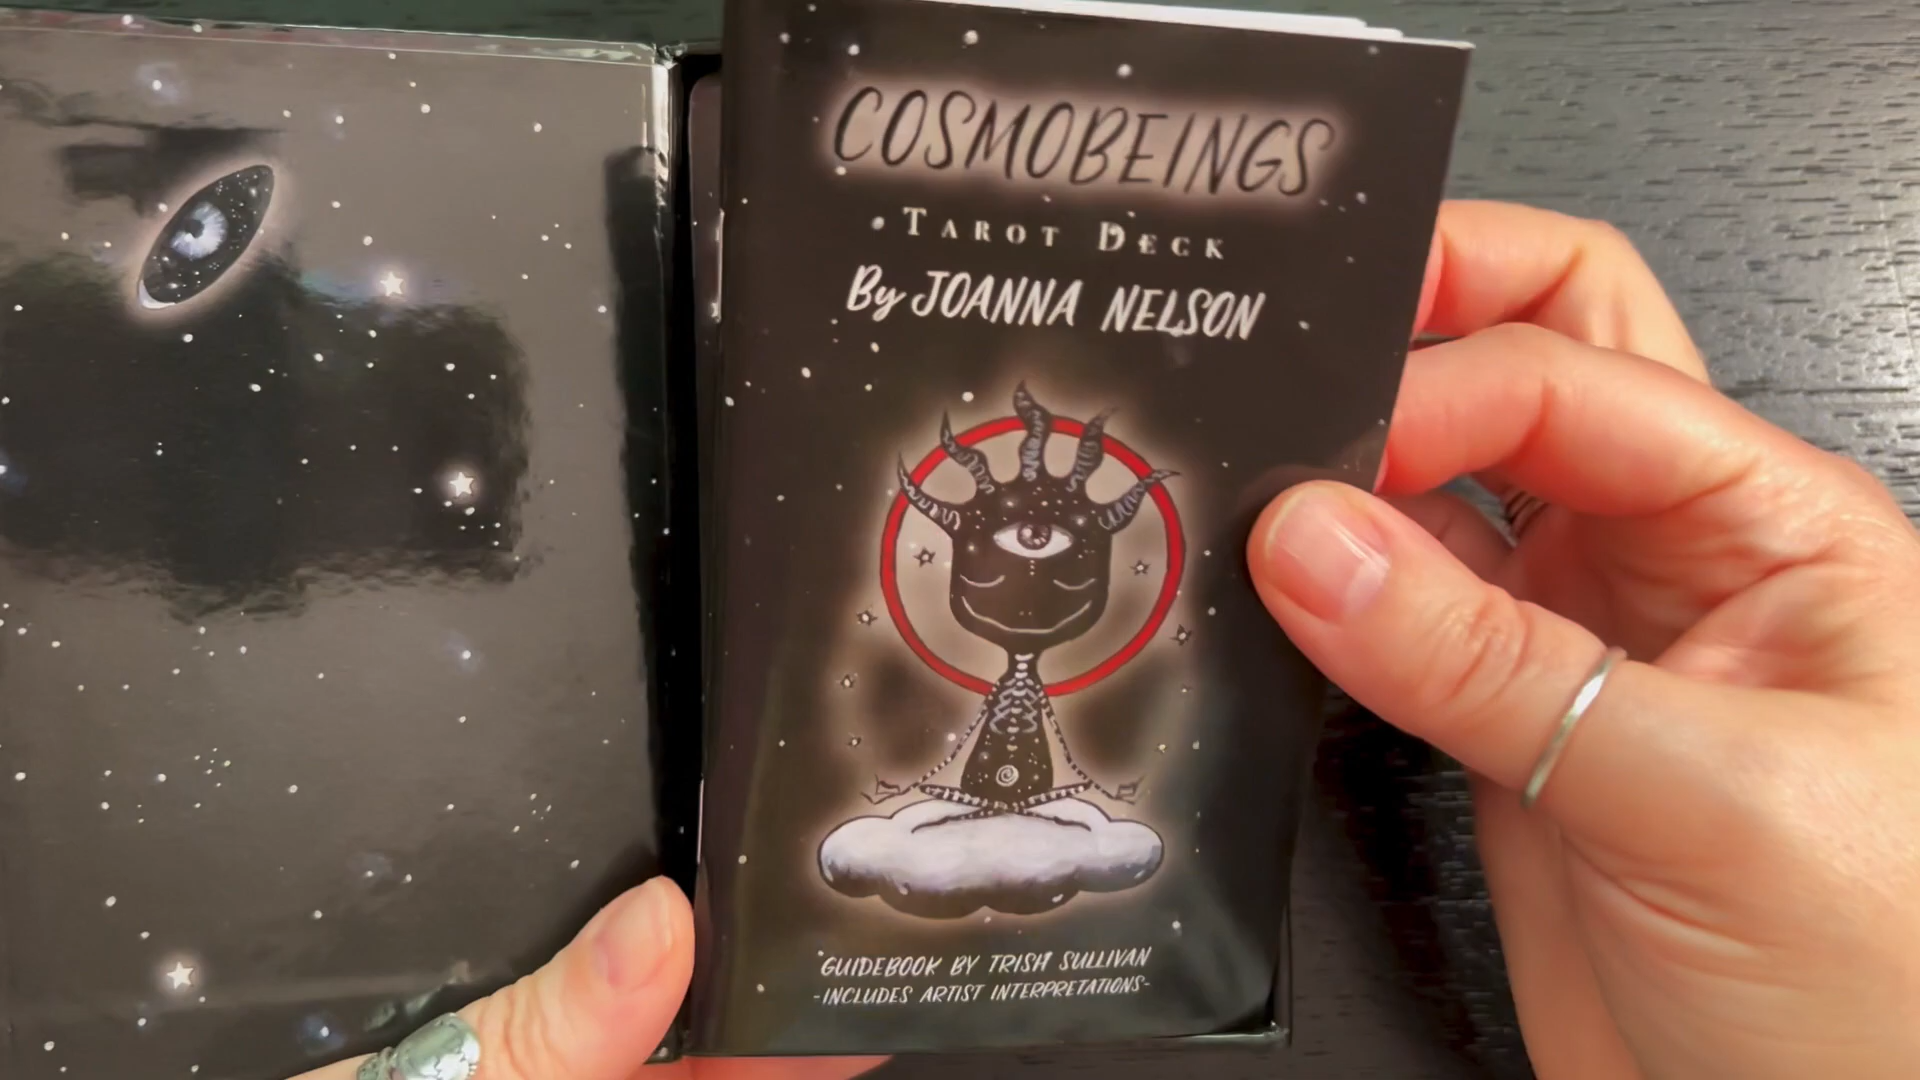 COSMOBEINGS
TAROT DECK
By JOANNA NELSON
GUIDEBOOK BY TRISH SULLIVAN
-INCLUDES ARTIST INTERPRETATIONS-